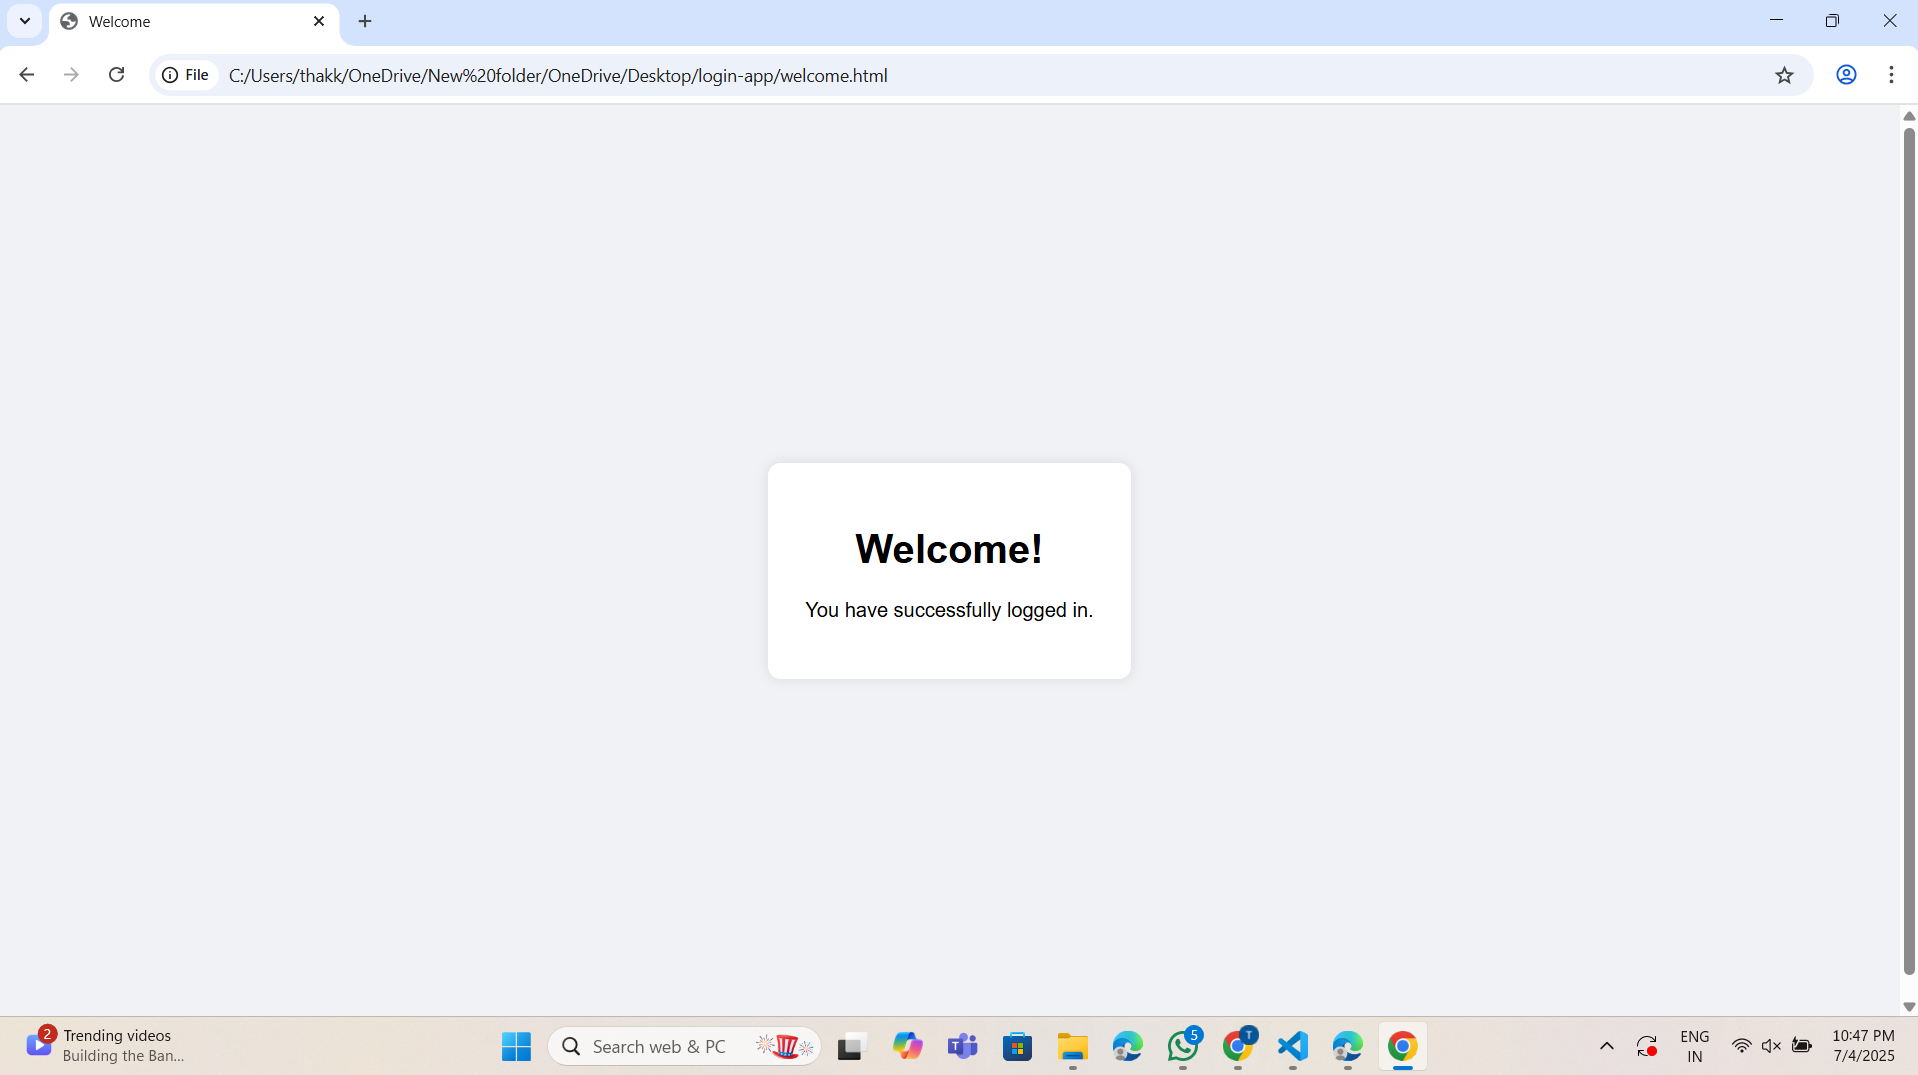 Welcome
File
C:/Users/thakk/OneDrive/New%20folder/OneDrive/Desktop/login-app/welcome.html
Welcome!
You have successfully logged in.
2
Trending videos
Building the Ban...
Search web & PC
T
5
T
ENG
IN
10:47 PM
7/4/2025